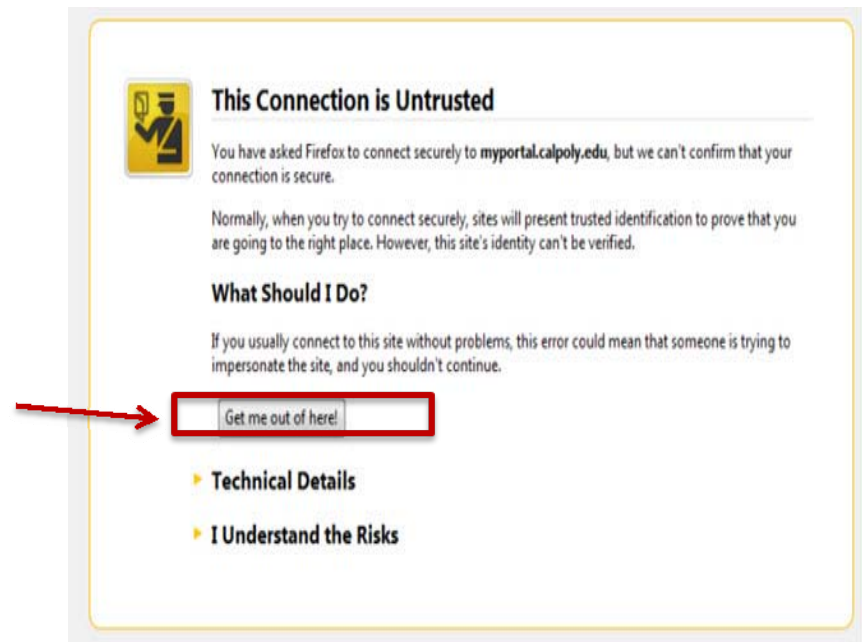 This Connection is Untrusted
You have asked Firefox to connect securely to myportal.calpoly.edu, but we can't confirm that your
connection is secure.
Normally, when you try to connect securely, sites will present trusted identification to prove that you
are going to the right place. However, this site's identity can't be verified.
What Should I Do?
If you usually connect to this site without problems, this error could mean that someone is trying to
impersonate the site, and you shouldn't continue.
Get me out of here!
Technical Details
I Understand the Risks